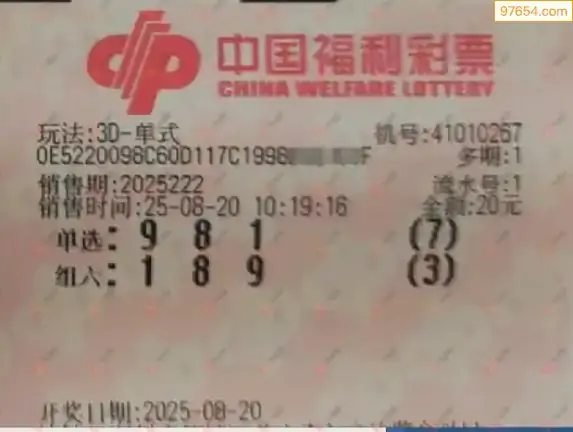 97654.com
中国福利彩票
CHINA WELFARE LOTTERY
玩法:3D-单式 机号:41010267
0E5220098C60D117C1998 F 多期:1
销售期:2025222 流水号:1
销售时间:25-08-20 10:19:16 金额:20元
单选: 9 8 1 (7)
组六: 1 8 9 (3)
开奖日期:2025-08-20